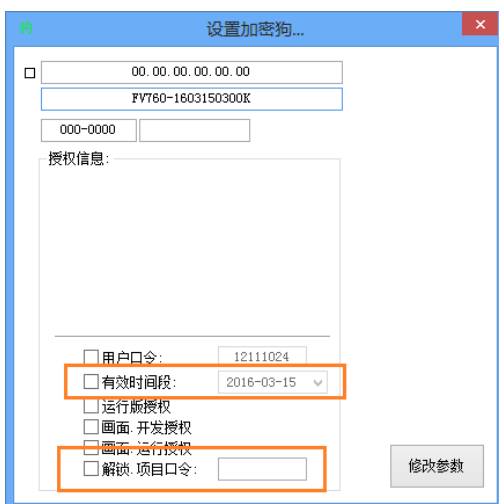 狗 设置加密狗...
00.00.00.00.00.00
FV760-1603150300K
000-0000
授权信息:
用户口令: 12111024
有效时间段: 2016-03-15
运行版授权
画面.开发授权
画面.运行授权
解锁.项目口令:
修改参数